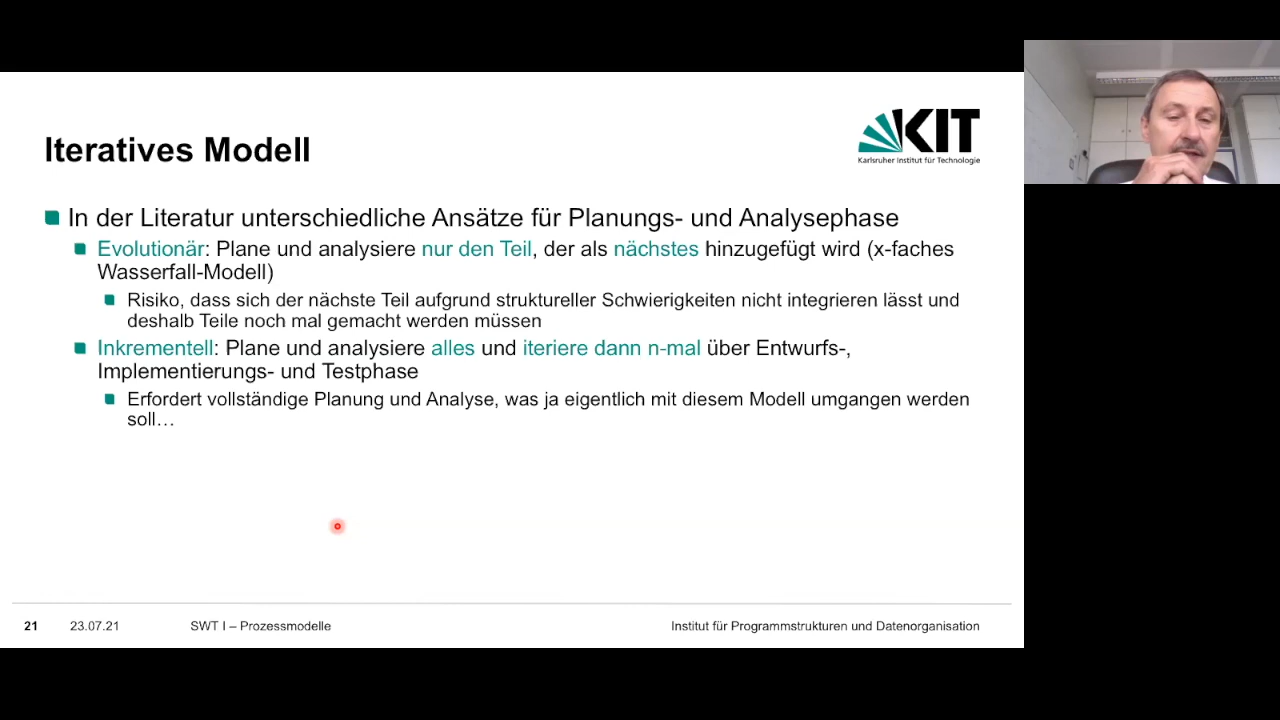 KIT
Karlsruher Institut für Technologie
Iteratives Modell
In der Literatur unterschiedliche Ansätze für Planungs- und Analysephase
Evolutionär: Plane und analysiere nur den Teil, der als nächstes hinzugefügt wird (x-faches
Wasserfall-Modell)
Risiko, dass sich der nächste Teil aufgrund struktureller Schwierigkeiten nicht integrieren lässt und
deshalb Teile noch mal gemacht werden müssen
Inkrementell: Plane und analysiere alles und iteriere dann n-mal über Entwurfs-,
Implementierungs- und Testphase
Erfordert vollständige Planung und Analyse, was ja eigentlich mit diesem Modell umgangen werden
soll…
21 23.07.21 SWT I – Prozessmodelle Institut für Programmstrukturen und Datenorganisation